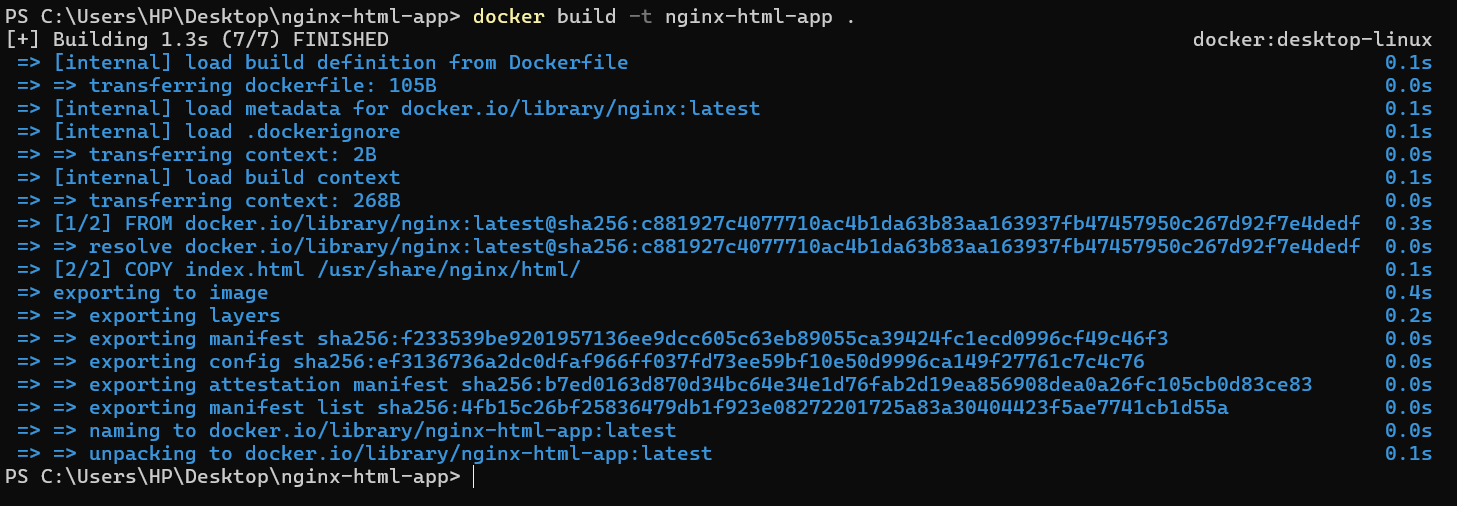 PS C:\Users\HP\Desktop\nginx-html-app> docker build -t nginx-html-app .
[+] Building 1.3s (7/7) FINISHED docker:desktop-linux
=> [internal] load build definition from Dockerfile 0.1s
=> => transferring dockerfile: 105B 0.0s
=> [internal] load metadata for docker.io/library/nginx:latest 0.1s
=> [internal] load .dockerignore 0.1s
=> => transferring context: 2B 0.0s
=> [internal] load build context 0.1s
=> => transferring context: 268B 0.0s
=> [1/2] FROM docker.io/library/nginx:latest@sha256:c881927c4077710ac4b1da63b83aa163937fb47457950c267d92f7e4dedf 0.3s
=> => resolve docker.io/library/nginx:latest@sha256:c881927c4077710ac4b1da63b83aa163937fb47457950c267d92f7e4dedf 0.0s
=> [2/2] COPY index.html /usr/share/nginx/html/ 0.1s
=> exporting to image 0.4s
=> => exporting layers 0.2s
=> => exporting manifest sha256:f233539be9201957136ee9dcc605c63eb89055ca39424fc1ecd0996cf49c46f3 0.0s
=> => exporting config sha256:ef3136736a2dc0dfaf966ff037fd73ee59bf10e50d9996ca149f27761c7c4c76 0.0s
=> => exporting attestation manifest sha256:b7ed0163d870d34bc64e34e1d76fab2d19ea856908dea0a26fc105cb0d83ce83 0.0s
=> => exporting manifest list sha256:4fb15c26bf25836479db1f923e08272201725a83a30404423f5ae7741cb1d55a 0.0s
=> => naming to docker.io/library/nginx-html-app:latest 0.0s
=> => unpacking to docker.io/library/nginx-html-app:latest 0.1s
PS C:\Users\HP\Desktop\nginx-html-app>